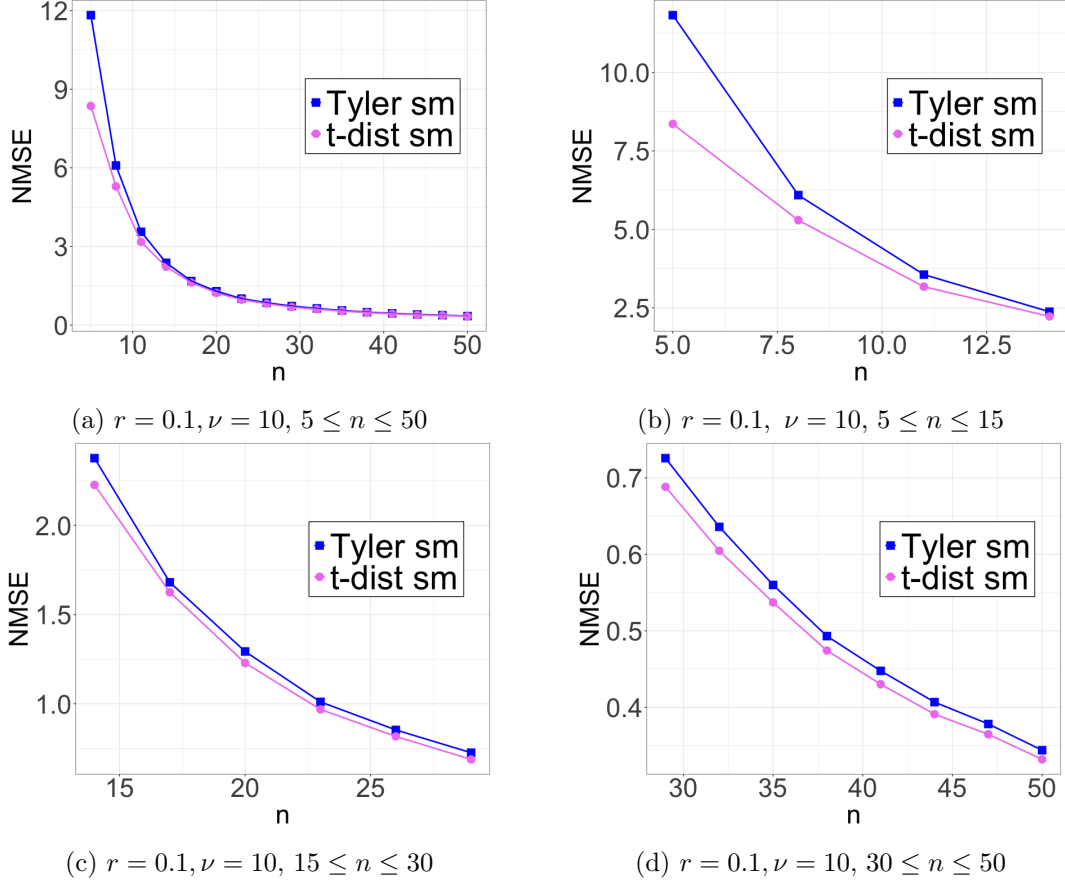 12
9
6
3
0
NMSE
10 20 30 40 50
n
Tyler sm
t-dist sm
(a) r = 0.1, ν = 10, 5 ≤ n ≤ 50
10.0
7.5
5.0
2.5
NMSE
5.0 7.5 10.0 12.5
n
Tyler sm
t-dist sm
(b) r = 0.1, ν = 10, 5 ≤ n ≤ 15
2.0
1.5
1.0
NMSE
15 20 25
n
Tyler sm
t-dist sm
(c) r = 0.1, ν = 10, 15 ≤ n ≤ 30
0.7
0.6
0.5
0.4
NMSE
30 35 40 45 50
n
Tyler sm
t-dist sm
(d) r = 0.1, ν = 10, 30 ≤ n ≤ 50